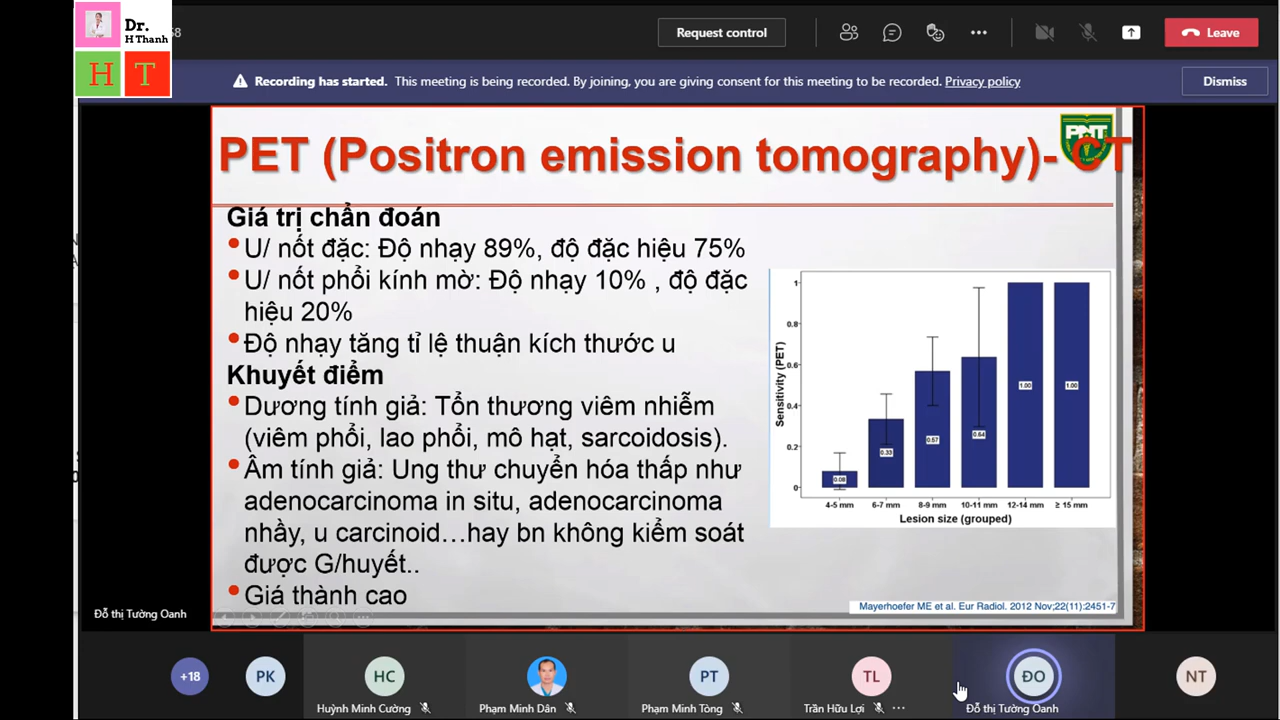 Dr.
H Thanh
H T
58
Request control
Leave
Recording has started. This meeting is being recorded. By joining, you are giving consent for this meeting to be recorded. Privacy policy
Dismiss
PET (Positron emission tomography)- CT
PNT
Giá trị chẩn đoán
U/ nốt đặc: Độ nhạy 89%, độ đặc hiệu 75%
U/ nốt phổi kính mờ: Độ nhạy 10% , độ đặc
hiệu 20%
Độ nhạy tăng tỉ lệ thuận kích thước u
Khuyết điểm
Dương tính giả: Tổn thương viêm nhiễm
(viêm phổi, lao phổi, mô hạt, sarcoidosis).
Âm tính giả: Ung thư chuyển hóa thấp như
adenocarcinoma in situ, adenocarcinoma
nhầy, u carcinoid…hay bn không kiểm soát
được G/huyết..
Giá thành cao
Sensitivity (PET)
1
0.8
0.6
0.4
0.2
0
0.08
0.33
0.57
0.64
1.00
1.00
4-5 mm 6-7 mm 8-9 mm 10-11 mm 12-14 mm ≥ 15 mm
Lesion size (grouped)
Mayerhoefer ME et al. Eur Radiol. 2012 Nov;22(11):2451-7
Đỗ thị Tường Oanh
+18 PK HC PT TL ĐO NT
Huỳnh Minh Cường Phạm Minh Dân Phạm Minh Tòng Trần Hữu Lợi Đỗ thị Tường Oanh